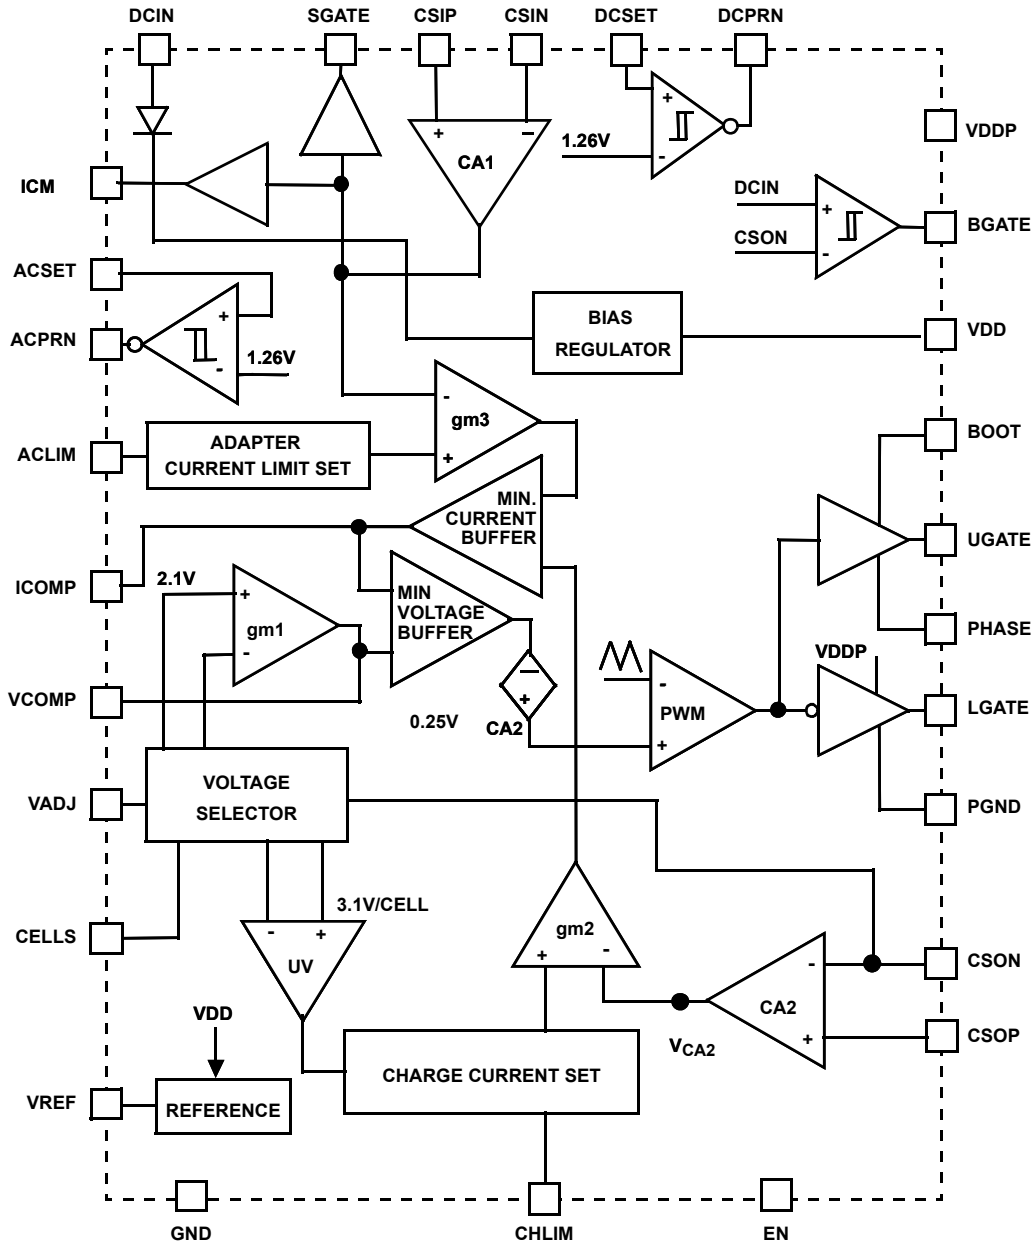 DCIN SGATE CSIP CSIN DCSET DCPRN
+
1.26V
-
VDDP
+ -
CA1
ICM
DCIN
+
CSON
-
BGATE
ACSET
+
ACPRN
1.26V
-
BIAS
REGULATOR
VDD
-
gm3
+
ACLIM
ADAPTER
CURRENT LIMIT SET
BOOT
MIN.
CURRENT
BUFFER
UGATE
ICOMP
2.1V
+
gm1
-
MIN
VOLTAGE
BUFFER
PHASE
VDDP
VCOMP
0.25V
−
+
CA2
-
PWM
+
LGATE
VADJ
VOLTAGE
SELECTOR
PGND
3.1V/CELL
CELLS
- +
UV
gm2
+ -
-
CA2
+
CSON
VCA2
CSOP
VDD
VREF
REFERENCE
CHARGE CURRENT SET
GND CHLIM EN